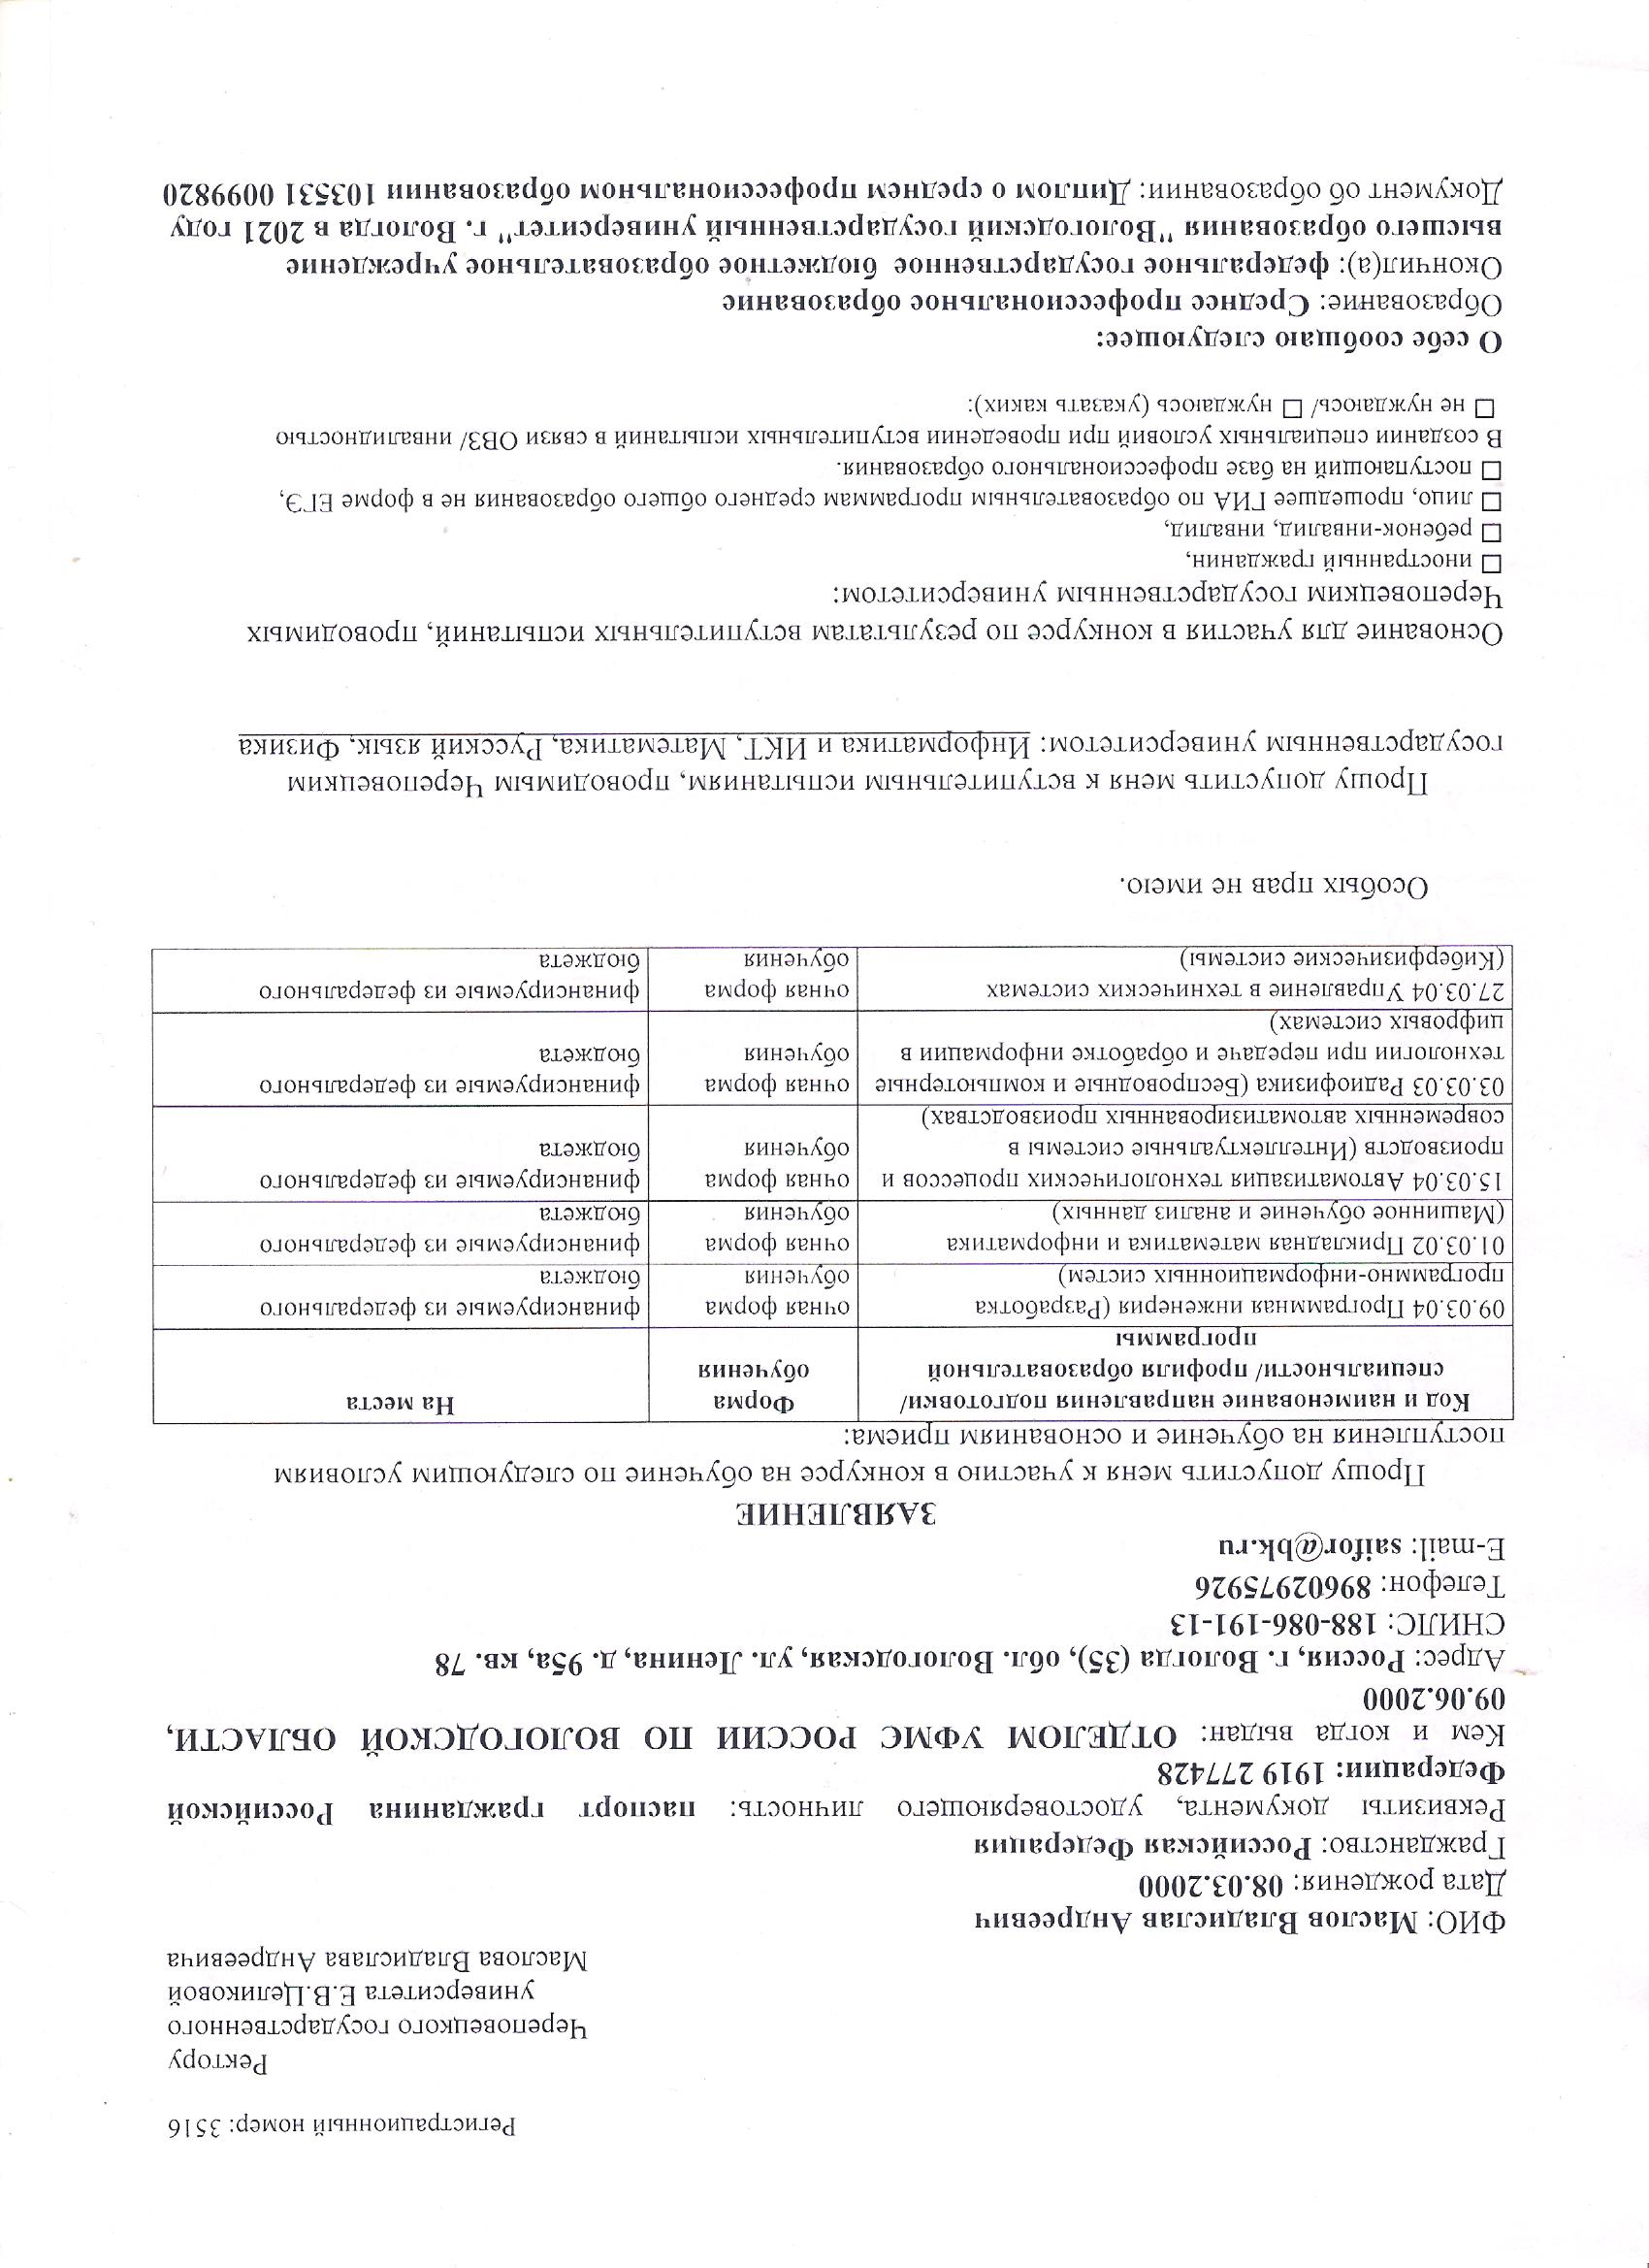 Регистрационный номер: 3516
Ректору
Череповецкого государственного
университета Е.В.Целиковой
Маслова Владислава Андреевича
ФИО: Маслов Владислав Андреевич
Дата рождения: 08.03.2000
Гражданство: Российская Федерация
Реквизиты документа, удостоверяющего личность: паспорт гражданина Российской
Федерации: 1919 277428
Кем и когда выдан: ОТДЕЛОМ УФМС РОССИИ ПО ВОЛОГОДСКОЙ ОБЛАСТИ,
09.06.2000
Адрес: Россия, г. Вологда (35), обл. Вологодская, ул. Ленина, д. 95а, кв. 78
СНИЛС: 188-086-191-13
Телефон: 89602975926
E-mail: saifor@bk.ru
ЗАЯВЛЕНИЕ
Прошу допустить меня к участию в конкурсе на обучение по следующим условиям
поступления на обучение и основаниям приема:
Код и наименование направления подготовки/ Форма На места
специальности/ профиля образовательной обучения
программы
09.03.04 Программная инженерия (Разработка очная форма финансируемые из федерального
программно-информационных систем) обучения бюджета
01.03.02 Прикладная математика и информатика очная форма финансируемые из федерального
(Машинное обучение и анализ данных) обучения бюджета
15.03.04 Автоматизация технологических процессов и очная форма финансируемые из федерального
производств (Интеллектуальные системы в обучения бюджета
современных автоматизированных производствах)
03.03.03 Радиофизика (Беспроводные и компьютерные очная форма финансируемые из федерального
технологии при передаче и обработке информации в обучения бюджета
цифровых системах)
27.03.04 Управление в технических системах очная форма финансируемые из федерального
(Киберфизические системы) обучения бюджета
Особых прав не имею.
Прошу допустить меня к вступительным испытаниям, проводимым Череповецким
государственным университетом: Информатика и ИКТ, Математика, Русский язык, Физика
Основание для участия в конкурсе по результатам вступительных испытаний, проводимых
Череповецким государственным университетом:
☐ иностранный гражданин,
☐ ребенок-инвалид, инвалид,
☐ лицо, прошедшее ГИА по образовательным программам среднего общего образования не в форме ЕГЭ,
☐ поступающий на базе профессионального образования.
В создании специальных условий при проведении вступительных испытаний в связи ОВЗ/ инвалидностью
☐ не нуждаюсь/ ☐ нуждаюсь (указать каких):
О себе сообщаю следующее:
Образование: Среднее профессиональное образование
Окончил(а): федеральное государственное бюджетное образовательное учреждение
высшего образования "Вологодский государственный университет" г. Вологда в 2021 году
Документ об образовании: Диплом о среднем профессиональном образовании 103531 0099820